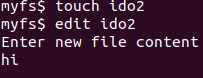 myfs$ touch ido2
myfs$ edit ido2
Enter new file content
hi